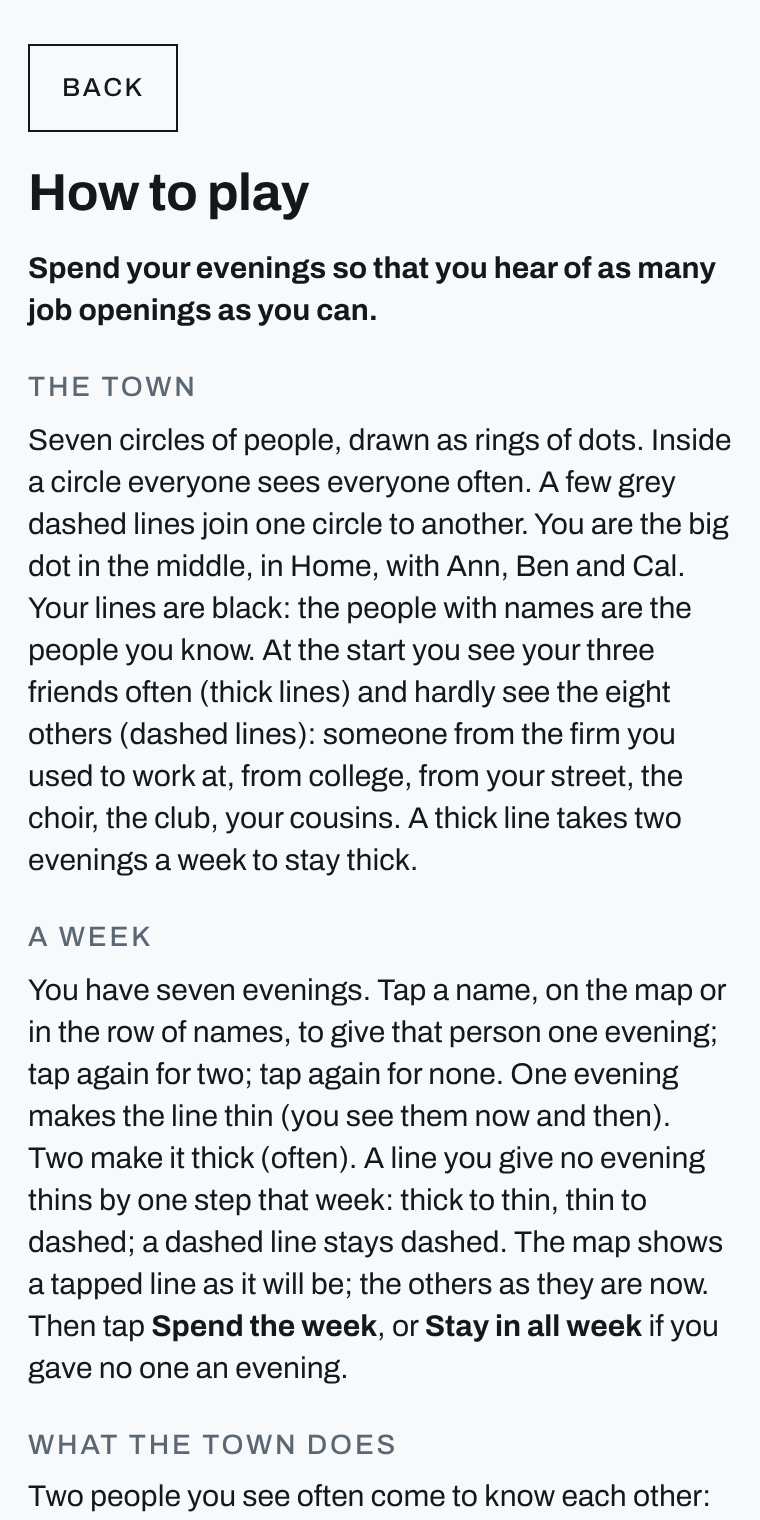 BACK
How to play
Spend your evenings so that you hear of as many
job openings as you can.
THE TOWN
Seven circles of people, drawn as rings of dots. Inside
a circle everyone sees everyone often. A few grey
dashed lines join one circle to another. You are the big
dot in the middle, in Home, with Ann, Ben and Cal.
Your lines are black: the people with names are the
people you know. At the start you see your three
friends often (thick lines) and hardly see the eight
others (dashed lines): someone from the firm you
used to work at, from college, from your street, the
choir, the club, your cousins. A thick line takes two
evenings a week to stay thick.
A WEEK
You have seven evenings. Tap a name, on the map or
in the row of names, to give that person one evening;
tap again for two; tap again for none. One evening
makes the line thin (you see them now and then).
Two make it thick (often). A line you give no evening
thins by one step that week: thick to thin, thin to
dashed; a dashed line stays dashed. The map shows
a tapped line as it will be; the others as they are now.
Then tap Spend the week, or Stay in all week if you
gave no one an evening.
WHAT THE TOWN DOES
Two people you see often come to know each other: